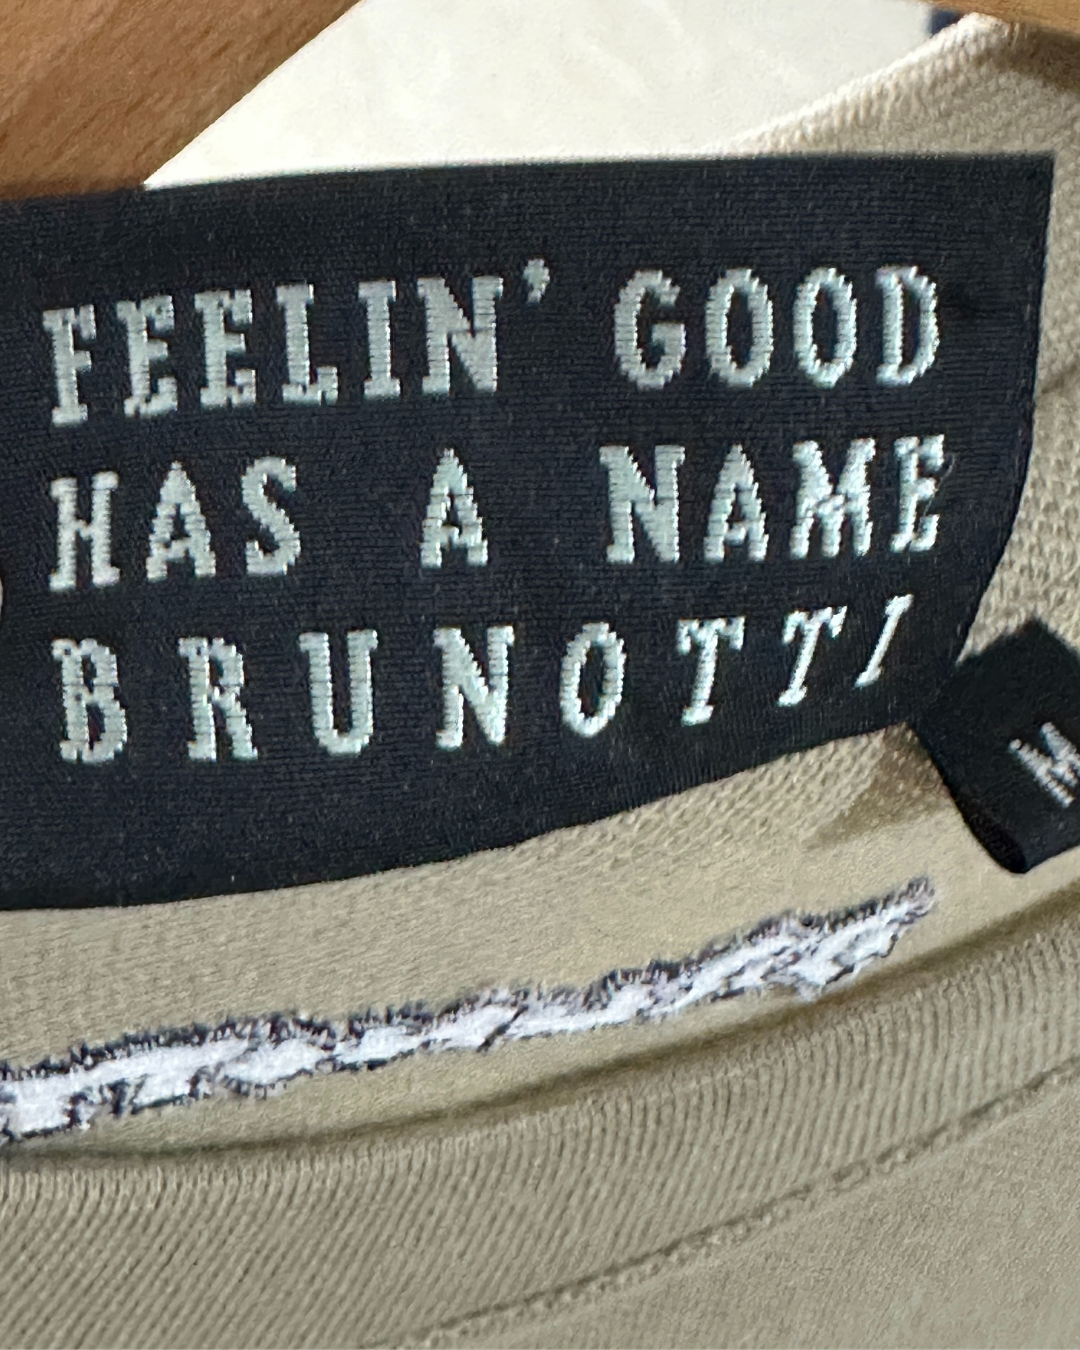 FEELIN' GOOD
HAS A NAME
BRUNOTTI
M